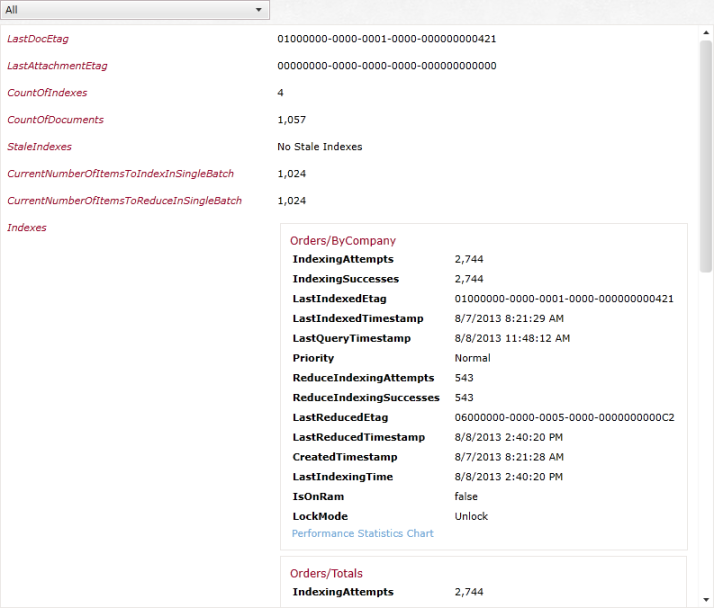 All
LastDocEtag 01000000-0000-0001-0000-000000000421
LastAttachmentEtag 00000000-0000-0000-0000-000000000000
CountOfIndexes 4
CountOfDocuments 1,057
StaleIndexes No Stale Indexes
CurrentNumberOfItemsToIndexInSingleBatch 1,024
CurrentNumberOfItemsToReduceInSingleBatch 1,024
Indexes
Orders/ByCompany
IndexingAttempts 2,744
IndexingSuccesses 2,744
LastIndexedEtag 01000000-0000-0001-0000-000000000421
LastIndexedTimestamp 8/7/2013 8:21:29 AM
LastQueryTimestamp 8/8/2013 11:48:12 AM
Priority Normal
ReduceIndexingAttempts 543
ReduceIndexingSuccesses 543
LastReducedEtag 06000000-0000-0005-0000-0000000000C2
LastReducedTimestamp 8/8/2013 2:40:20 PM
CreatedTimestamp 8/7/2013 8:21:28 AM
LastIndexingTime 8/8/2013 2:40:20 PM
IsOnRam false
LockMode Unlock
Performance Statistics Chart
Orders/Totals
IndexingAttempts 2,744